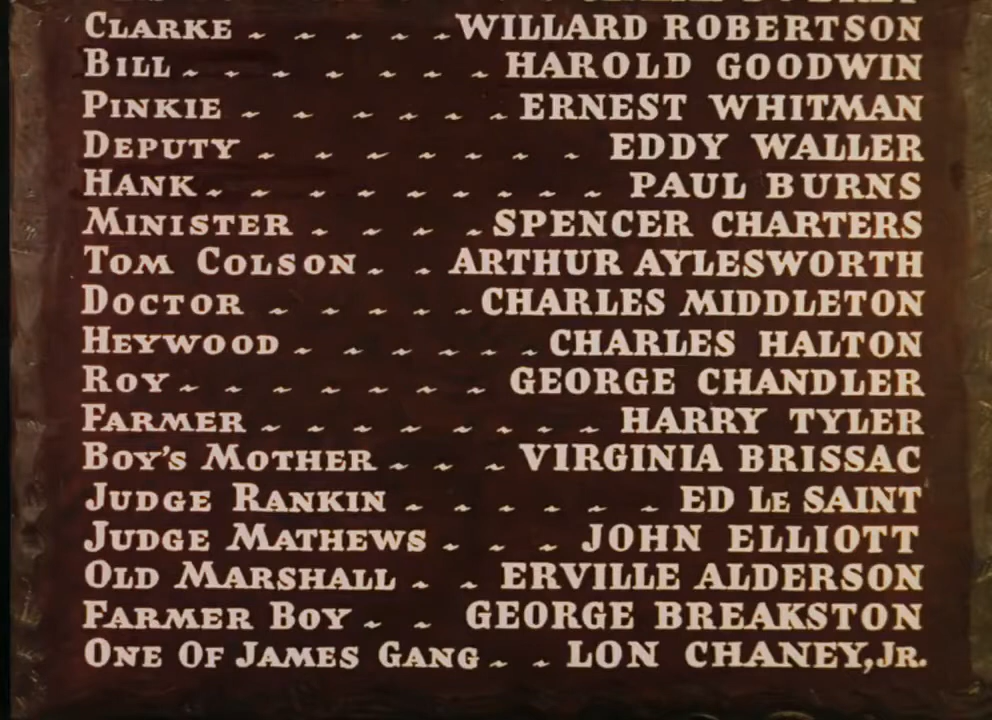 CLARKE ~ ~ ~ ~ ~ WILLARD ROBERTSON
BILL ~ ~ ~ ~ ~ ~ ~ HAROLD GOODWIN
PINKIE ~ ~ ~ ~ ~ ~ ERNEST WHITMAN
DEPUTY ~ ~ ~ ~ ~ ~ ~ EDDY WALLER
HANK ~ ~ ~ ~ ~ ~ ~ ~ PAUL BURNS
MINISTER ~ ~ ~ ~ SPENCER CHARTERS
TOM COLSON ~ ~ ARTHUR AYLESWORTH
DOCTOR ~ ~ ~ ~ ~ CHARLES MIDDLETON
HEYWOOD ~ ~ ~ ~ ~ ~ CHARLES HALTON
ROY ~ ~ ~ ~ ~ ~ ~ GEORGE CHANDLER
FARMER ~ ~ ~ ~ ~ ~ ~ ~ HARRY TYLER
BOY'S MOTHER ~ ~ ~ VIRGINIA BRISSAC
JUDGE RANKIN ~ ~ ~ ~ ~ ~ ED LE SAINT
JUDGE MATHEWS ~ ~ ~ JOHN ELLIOTT
OLD MARSHALL ~ ~ ERVILLE ALDERSON
FARMER BOY ~ ~ GEORGE BREAKSTON
ONE OF JAMES GANG ~ ~ LON CHANEY, JR.